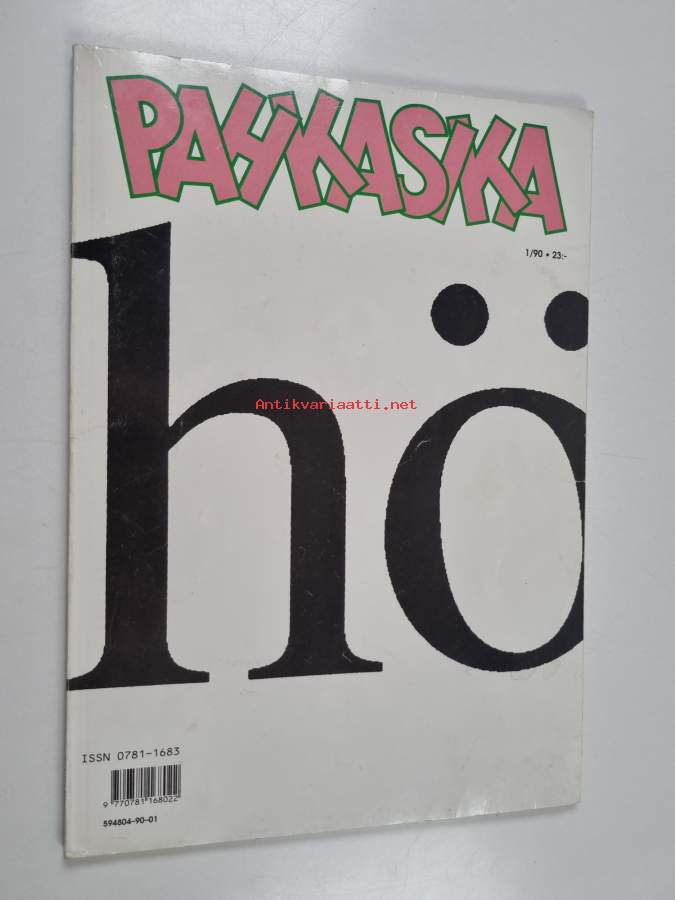 PAHKASIKA
1/90 • 23:-
hö
Antikvariaatti.net
ISSN 0781-1683
9 770781 168022
594804-90-01